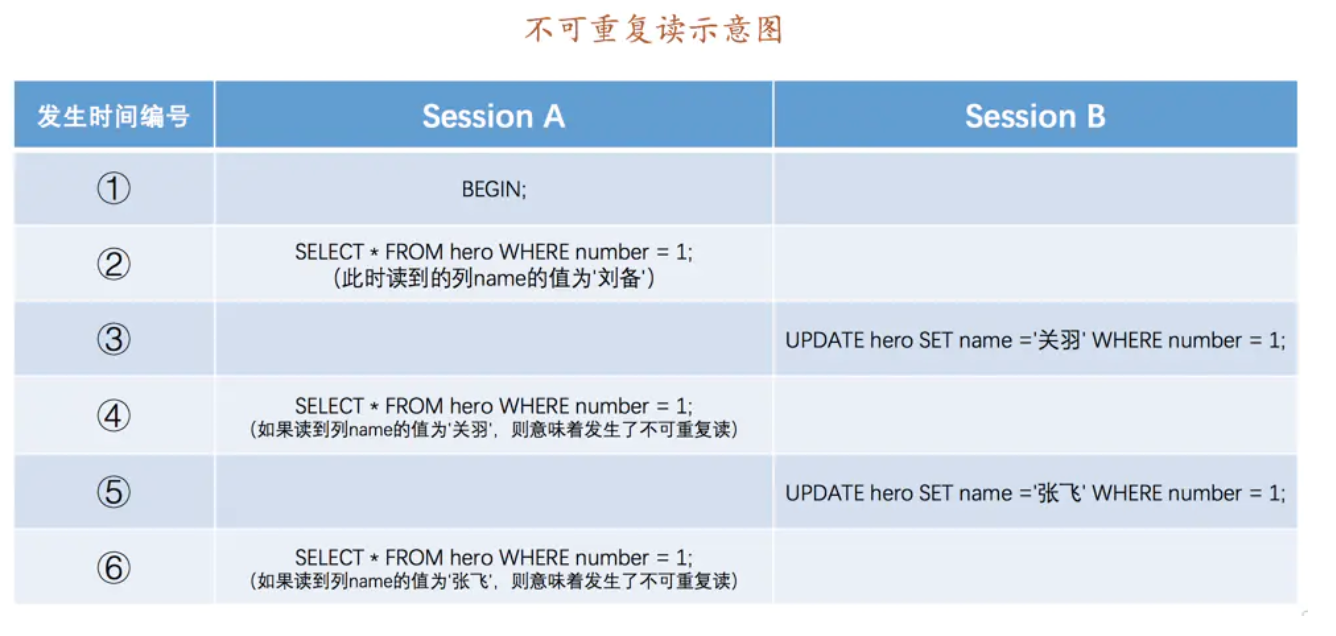 不可重复读示意图
发生时间编号
Session A
Session B
①
BEGIN;
②
SELECT * FROM hero WHERE number = 1;
（此时读到的列name的值为'刘备'）
③
UPDATE hero SET name ='关羽' WHERE number = 1;
④
SELECT * FROM hero WHERE number = 1;
（如果读到列name的值为'关羽'，则意味着发生了不可重复读）
⑤
UPDATE hero SET name ='张飞' WHERE number = 1;
⑥
SELECT * FROM hero WHERE number = 1;
（如果读到列name的值为'张飞'，则意味着发生了不可重复读）